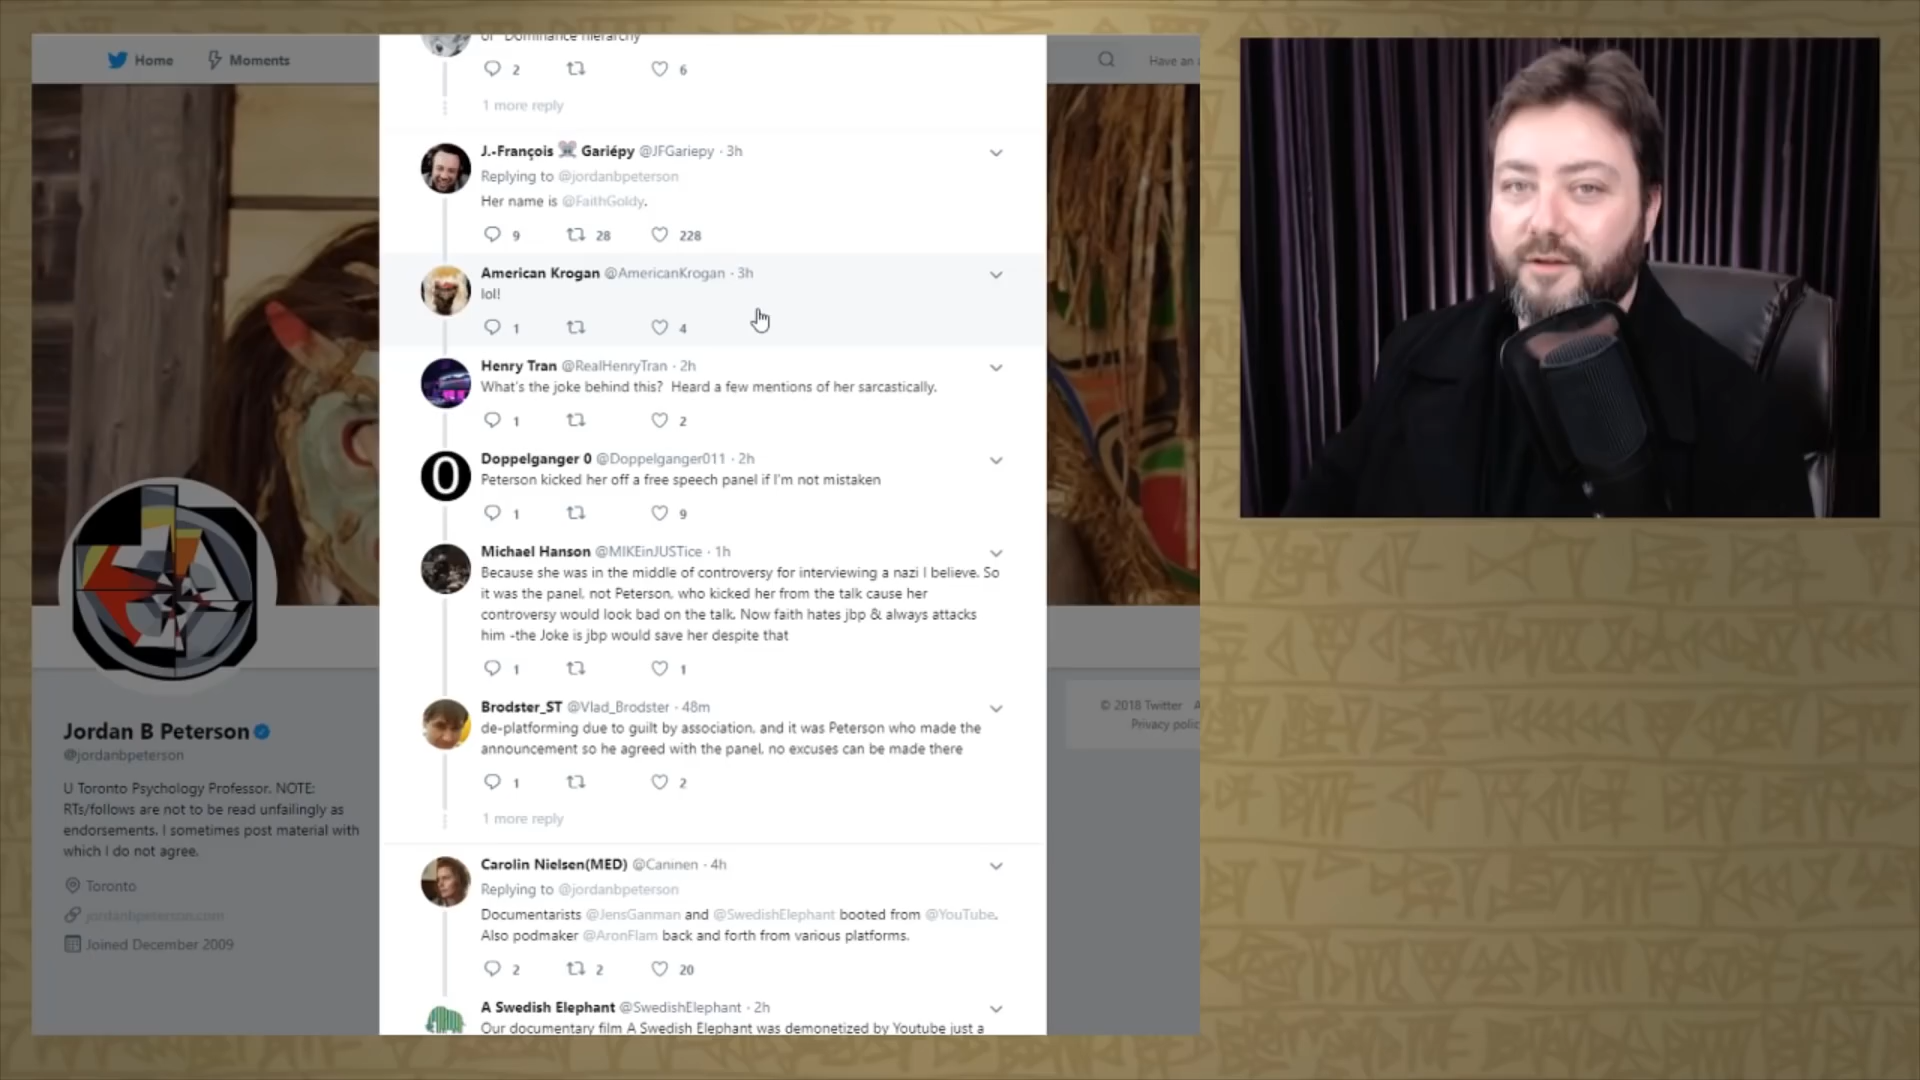 Home
Moments
Have an
of "Dominance hierarchy
2 6
1 more reply
J.-François Gariépy @JFGariepy · 3h
Replying to @jordanbpeterson
Her name is @FaithGoldy.
9 28 228
American Krogan @AmericanKrogan · 3h
lol!
1 4
Henry Tran @RealHenryTran · 2h
What's the joke behind this? Heard a few mentions of her sarcastically.
1 2
0
Doppelganger 0 @Doppelganger011 · 2h
Peterson kicked her off a free speech panel if I'm not mistaken
1 9
Michael Hanson @MIKEinJUSTice · 1h
Because she was in the middle of controversy for interviewing a nazi I believe. So
it was the panel, not Peterson, who kicked her from the talk cause her
controversy would look bad on the talk. Now faith hates jbp & always attacks
him -the Joke is jbp would save her despite that
1 1
Brodster_ST @Vlad_Brodster · 48m
de-platforming due to guilt by association, and it was Peterson who made the
announcement so he agreed with the panel, no excuses can be made there
1 2
1 more reply
Carolin Nielsen(MED) @Caninen · 4h
Replying to @jordanbpeterson
Documentarists @JensGanman and @SwedishElephant booted from @YouTube.
Also podmaker @AronFlam back and forth from various platforms.
2 2 20
A Swedish Elephant @SwedishElephant · 2h
Our documentary film A Swedish Elephant was demonetized by Youtube just a
Jordan B Peterson
@jordanbpeterson
U Toronto Psychology Professor. NOTE:
RTs/follows are not to be read unfailingly as
endorsements. I sometimes post material with
which I do not agree.
Toronto
jordanbpeterson.com
Joined December 2009
© 2018 Twitter
Privacy polic